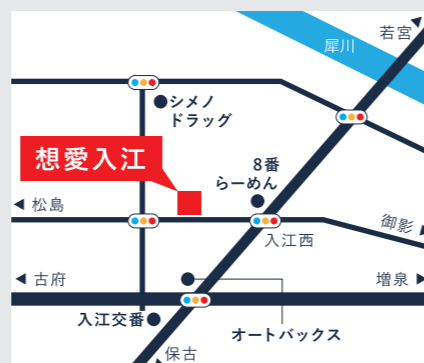 若宮
犀川
シメノ
ドラッグ
想愛入江
8番
らーめん
松島
御影
入江西
古府
増泉
入江交番
オートバックス
保古